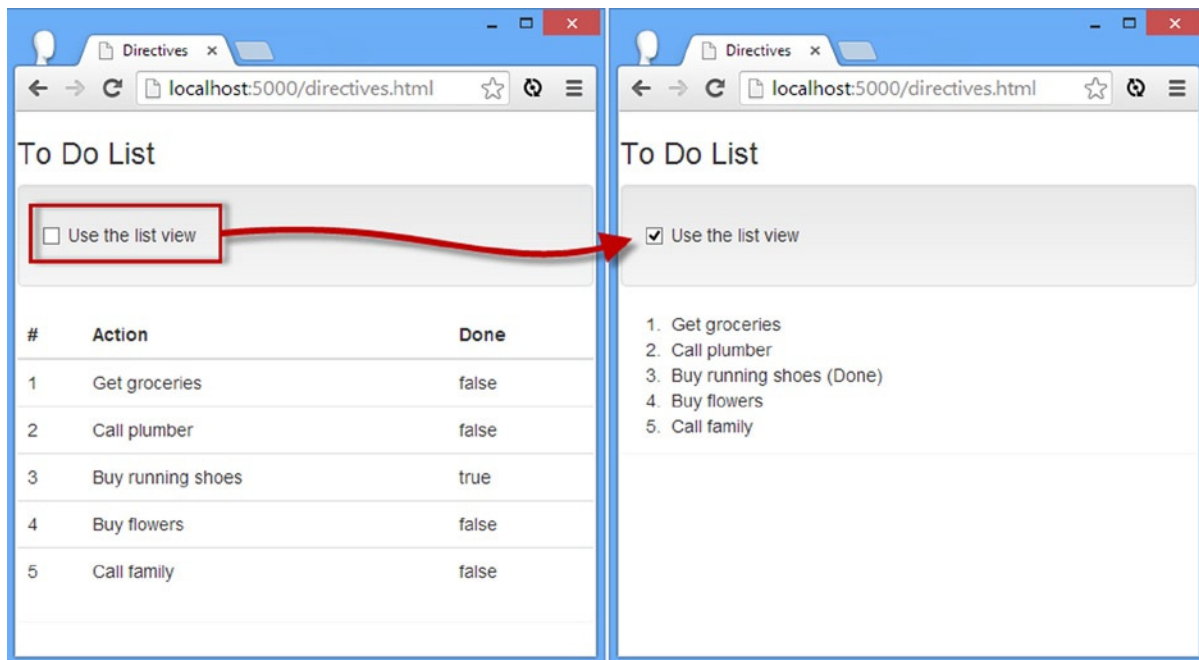 Directives
localhost:5000/directives.html
To Do List
Use the list view
# Action Done
1 Get groceries false
2 Call plumber false
3 Buy running shoes true
4 Buy flowers false
5 Call family false
Directives
localhost:5000/directives.html
To Do List
Use the list view
1. Get groceries
2. Call plumber
3. Buy running shoes (Done)
4. Buy flowers
5. Call family